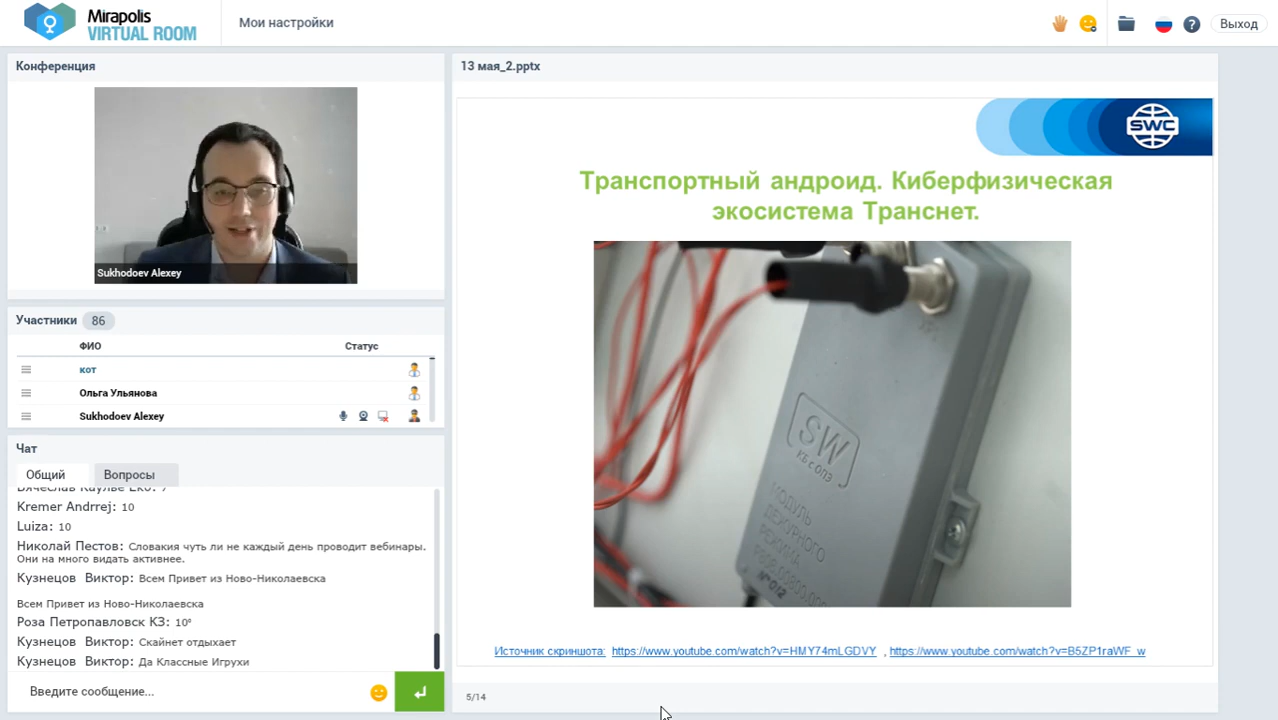 Mirapolis
VIRTUAL ROOM
Мои настройки
Выход
Конференция
Sukhodoev Alexey
Участники 86
ФИО Статус
кот
Ольга Ульянова
Sukhodoev Alexey
Чат
Общий Вопросы
Kremer Andrrej: 10
Luiza: 10
Николай Пестов: Словакия чуть ли не каждый день проводит вебинары.
Они на много видать активнее.
Кузнецов Виктор: Всем Привет из Ново-Николаевска
Всем Привет из Ново-Николаевска
Роза Петропавловск КЗ: 10°
Кузнецов Виктор: Скайнет отдыхает
Кузнецов Виктор: Да Классные Игрухи
Введите сообщение...
13 мая_2.pptx
SWC
Транспортный андроид. Киберфизическая
экосистема Транснет.
SW
КБ с ОПЭ
МОДУЛЬ
ДЕЖУРНОГО
РЕЖИМА
№ 012
Источник скриншота: https://www.youtube.com/watch?v=HMY74mLGDVY , https://www.youtube.com/watch?v=B5ZP1raWF_w
5/14